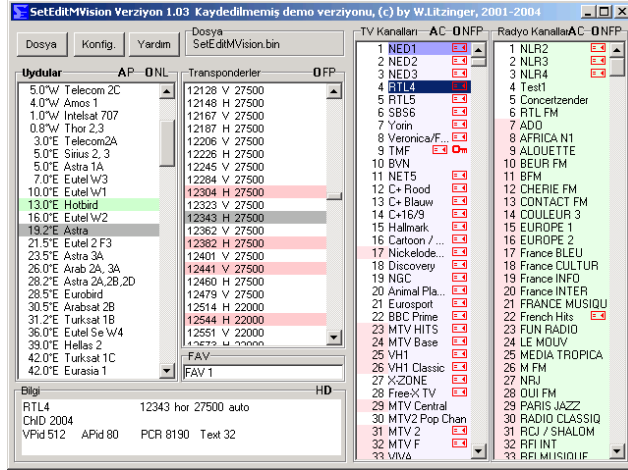 SetEditMVision Verziyon 1.03 Kaydedilmemiş demo verziyonu, (c) by W.Litzinger, 2001-2004
Dosya
Konfig.
Yardım
Dosya
SetEditMVision.bin
Uydular AP ONL
5.0°W Telecom 2C
4.0°W Amos 1
1.0°W Intelsat 707
0.8°W Thor 2,3
3.0°E Telecom2A
5.0°E Sirius 2, 3
5.0°E Astra 1A
7.0°E Eutel W3
10.0°E Eutel W1
13.0°E Hotbird
16.0°E Eutel W2
19.2°E Astra
21.5°E Eutel 2 F3
23.5°E Astra 3A
26.0°E Arab 2A, 3A
28.2°E Astra 2A,2B,2D
28.5°E Eurobird
30.5°E Arabsat 2B
31.2°E Turksat 1B
36.0°E Eutel Se W4
39.0°E Hellas 2
42.0°E Turksat 1C
42.0°E Eurasia 1
Transponderler OFP
12128 V 27500
12148 H 27500
12167 V 27500
12187 H 27500
12206 V 27500
12226 H 27500
12245 V 27500
12284 V 27500
12304 H 27500
12323 V 27500
12343 H 27500
12362 V 27500
12382 H 27500
12401 V 27500
12441 V 27500
12460 H 27500
12479 V 27500
12514 H 22000
12544 H 22000
12551 V 22000
12573 H 22000
FAV
FAV 1
Bilgi HD
RTL4 12343 hor 27500 auto
ChID 2004
VPid 512 APid 80 PCR 8190 Text 32
TV Kanalları AC ONFP
1 NED1
2 NED2
3 NED3
4 RTL4
5 RTL5
6 SBS6
7 Yorin
8 Veronica/F...
9 TMF
10 BVN
11 NET5
12 C+ Rood
13 C+ Blauw
14 C+16/9
15 Hallmark
16 Cartoon / ...
17 Nickelode...
18 Discovery
19 NGC
20 Animal Pla...
21 Eurosport
22 BBC Prime
23 MTV HITS
24 MTV Base
25 VH1
26 VH1 Classic
27 X-ZONE
28 Free-X TV
29 MTV Central
30 MTV2 Pop Chan
31 MTV 2
32 MTV F
33 VIVA
Radyo Kanallar AC ONFP
1 NLR2
2 NLR3
3 NLR4
4 Test1
5 Concertzender
6 RTL FM
7 ADO
8 AFRICA N1
9 ALOUETTE
10 BEUR FM
11 BFM
12 CHERIE FM
13 CONTACT FM
14 COULEUR 3
15 EUROPE 1
16 EUROPE 2
17 France BLEU
18 France CULTUR
19 France INFO
20 France INTER
21 FRANCE MUSIQU
22 French Hits
23 FUN RADIO
24 LE MOUV
25 MEDIA TROPICA
26 M FM
27 NRJ
28 OUI FM
29 PARIS JAZZ
30 RADIO CLASSIQ
31 RCJ / SHALOM
32 RFI INT
33 RFI MUSIQUE